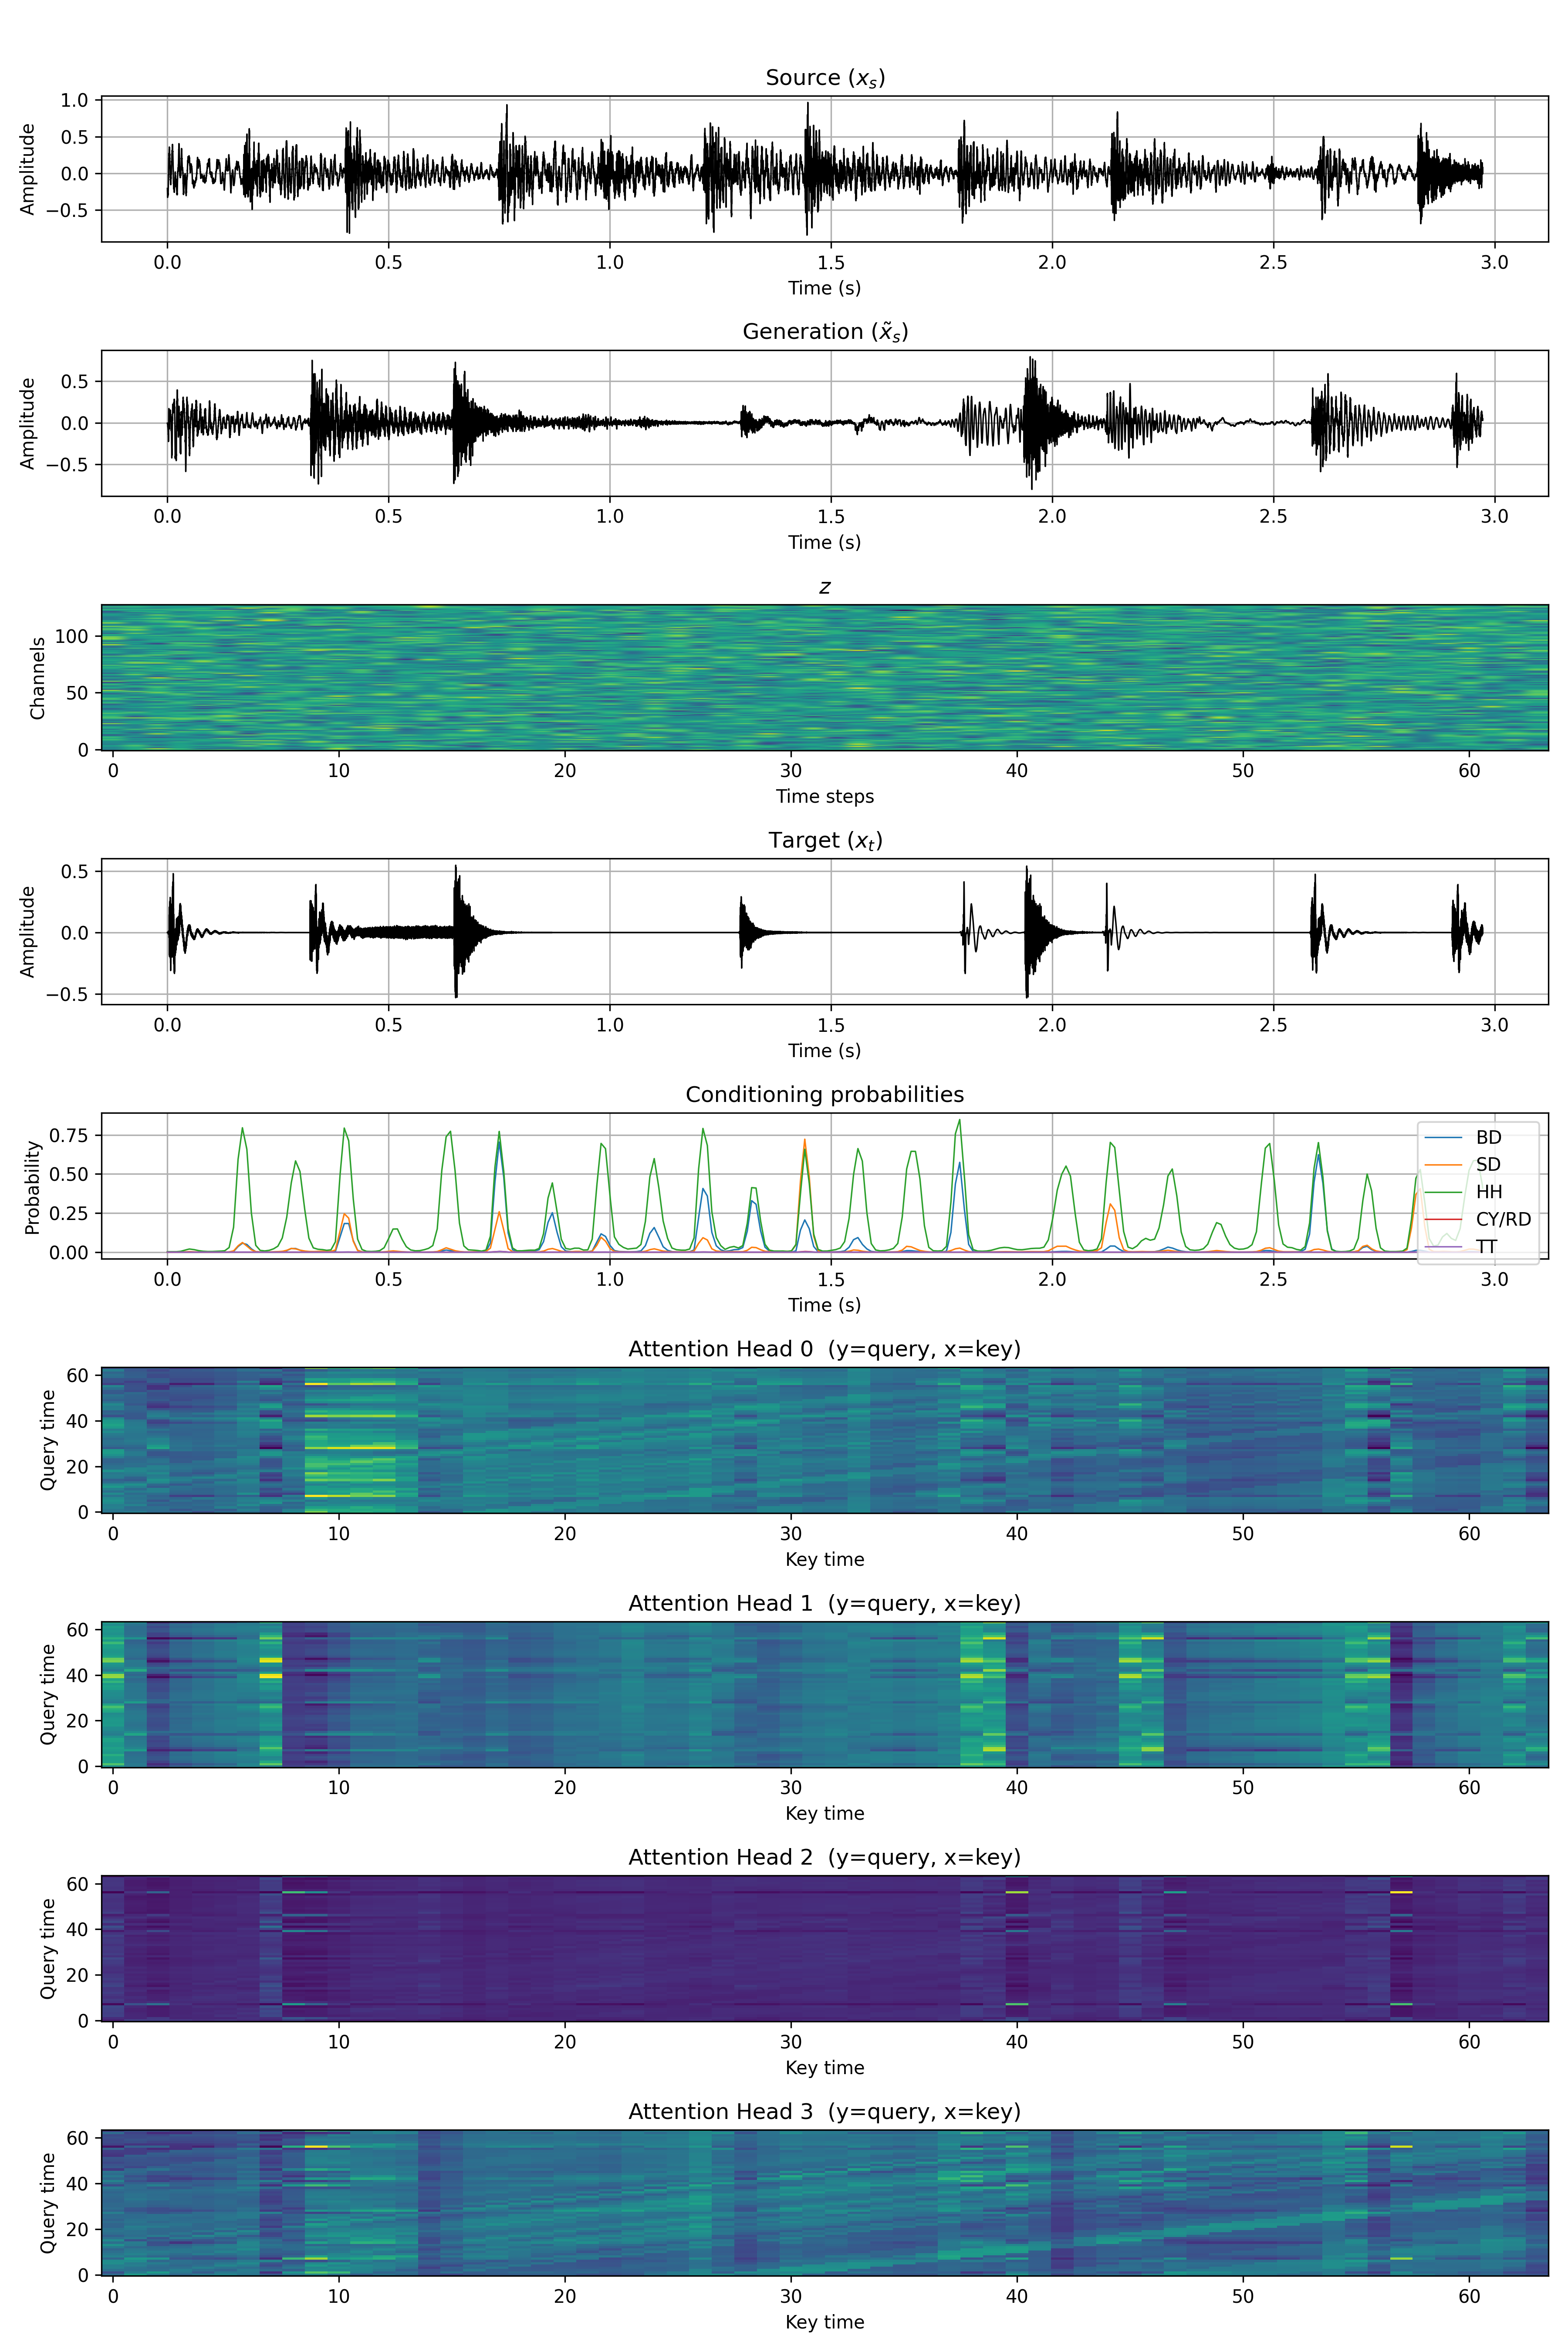 Source (xₛ)
Amplitude
1.0
0.5
0.0
−0.5
0.0 0.5 1.0 1.5 2.0 2.5 3.0
Time (s)
Generation (x̃ₛ)
Amplitude
0.5
0.0
−0.5
0.0 0.5 1.0 1.5 2.0 2.5 3.0
Time (s)
z
Channels
100
50
0
0 10 20 30 40 50 60
Time steps
Target (xₜ)
Amplitude
0.5
0.0
−0.5
0.0 0.5 1.0 1.5 2.0 2.5 3.0
Time (s)
Conditioning probabilities
Probability
0.75
0.50
0.25
0.00
BD
SD
HH
CY/RD
TT
0.0 0.5 1.0 1.5 2.0 2.5 3.0
Time (s)
Attention Head 0 (y=query, x=key)
Query time
60
40
20
0
0 10 20 30 40 50 60
Key time
Attention Head 1 (y=query, x=key)
Query time
60
40
20
0
0 10 20 30 40 50 60
Key time
Attention Head 2 (y=query, x=key)
Query time
60
40
20
0
0 10 20 30 40 50 60
Key time
Attention Head 3 (y=query, x=key)
Query time
60
40
20
0
0 10 20 30 40 50 60
Key time